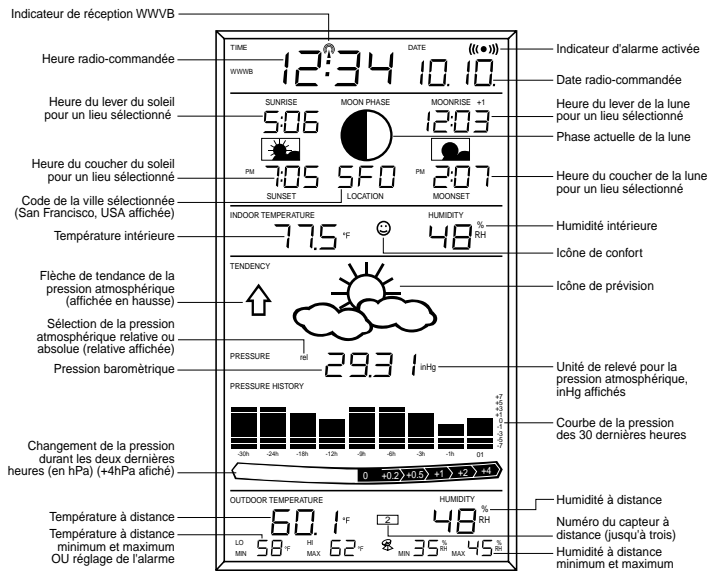 Indicateur de réception WWVB
TIME
DATE
Heure radio-commandée
12:34
10. 10.
Indicateur d'alarme activée
WWWB
Date radio-commandée
SUNRISE
MOON PHASE
MOONRISE +1
Heure du lever du soleil
pour un lieu sélectionné
5:06
12:03
Heure du lever de la lune
pour un lieu sélectionné
Phase actuelle de la lune
Heure du coucher du soleil
pour un lieu sélectionné
PM 7:05
SFO
PM 2:07
Heure du coucher de la lune
pour un lieu sélectionné
SUNSET
LOCATION
MOONSET
Code de la ville sélectionnée
(San Francisco, USA affichée)
INDOOR TEMPERATURE
HUMIDITY
Température intérieure
77.5 °F
48 % RH
Humidité intérieure
Icône de confort
TENDENCY
Flèche de tendance de la
pression atmosphérique
(affichée en hausse)
Icône de prévision
Sélection de la pression
atmosphérique relative ou
absolue (relative affichée)
PRESSURE
rel
Pression baromètrique
29.31 inHg
Unité de relevé pour la
pression atmosphérique,
inHg affichés
PRESSURE HISTORY
+7
+5
+3
+1
0
-1
-3
-5
-7
Courbe de la pression
des 30 dernières heures
-30h -24h -18h -12h -9h -6h -3h -1h 01
Changement de la pression
durant les deux dernières
heures (en hPa) (+4hPa afiché)
0 +0.2 +0.5 +1 +2 +4
OUTDOOR TEMPERATURE
HUMIDITY
Température à distance
60.1 °F
2
48 % RH
Humidité à distance
Numéro du capteur à
distance (jusqu'à trois)
Température à distance
minimum et maximum
OU réglage de l'alarme
LO
MIN 58 °F
HI
MAX 62 °F
MIN 35 % RH
MAX 45 % RH
Humidité à distance
minimum et maximum